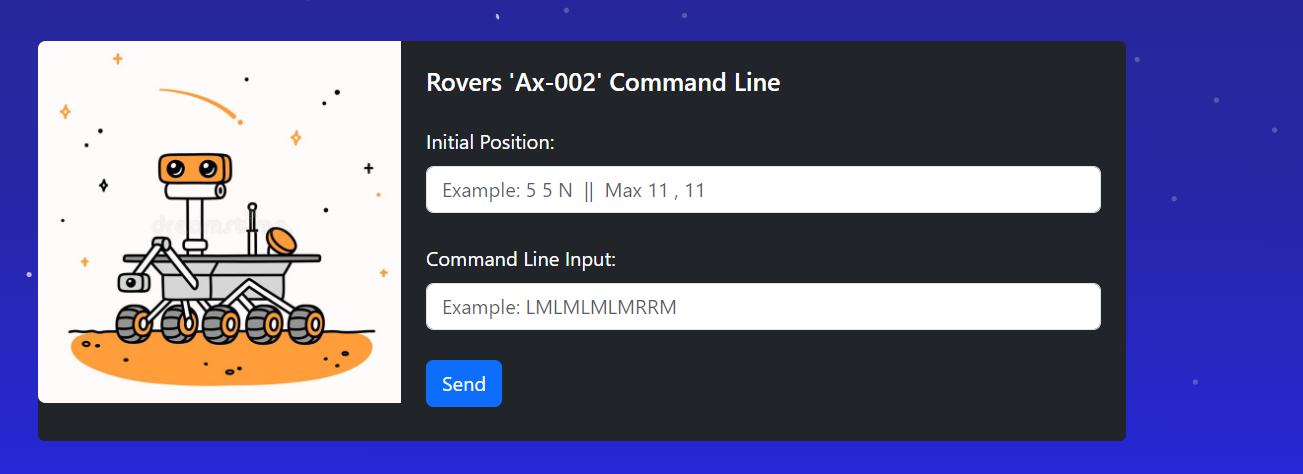 Rovers 'Ax-002' Command Line
Initial Position:
Example: 5 5 N || Max 11 , 11
Command Line Input:
Example: LMLMLMLMRRM
Send
dreamstime